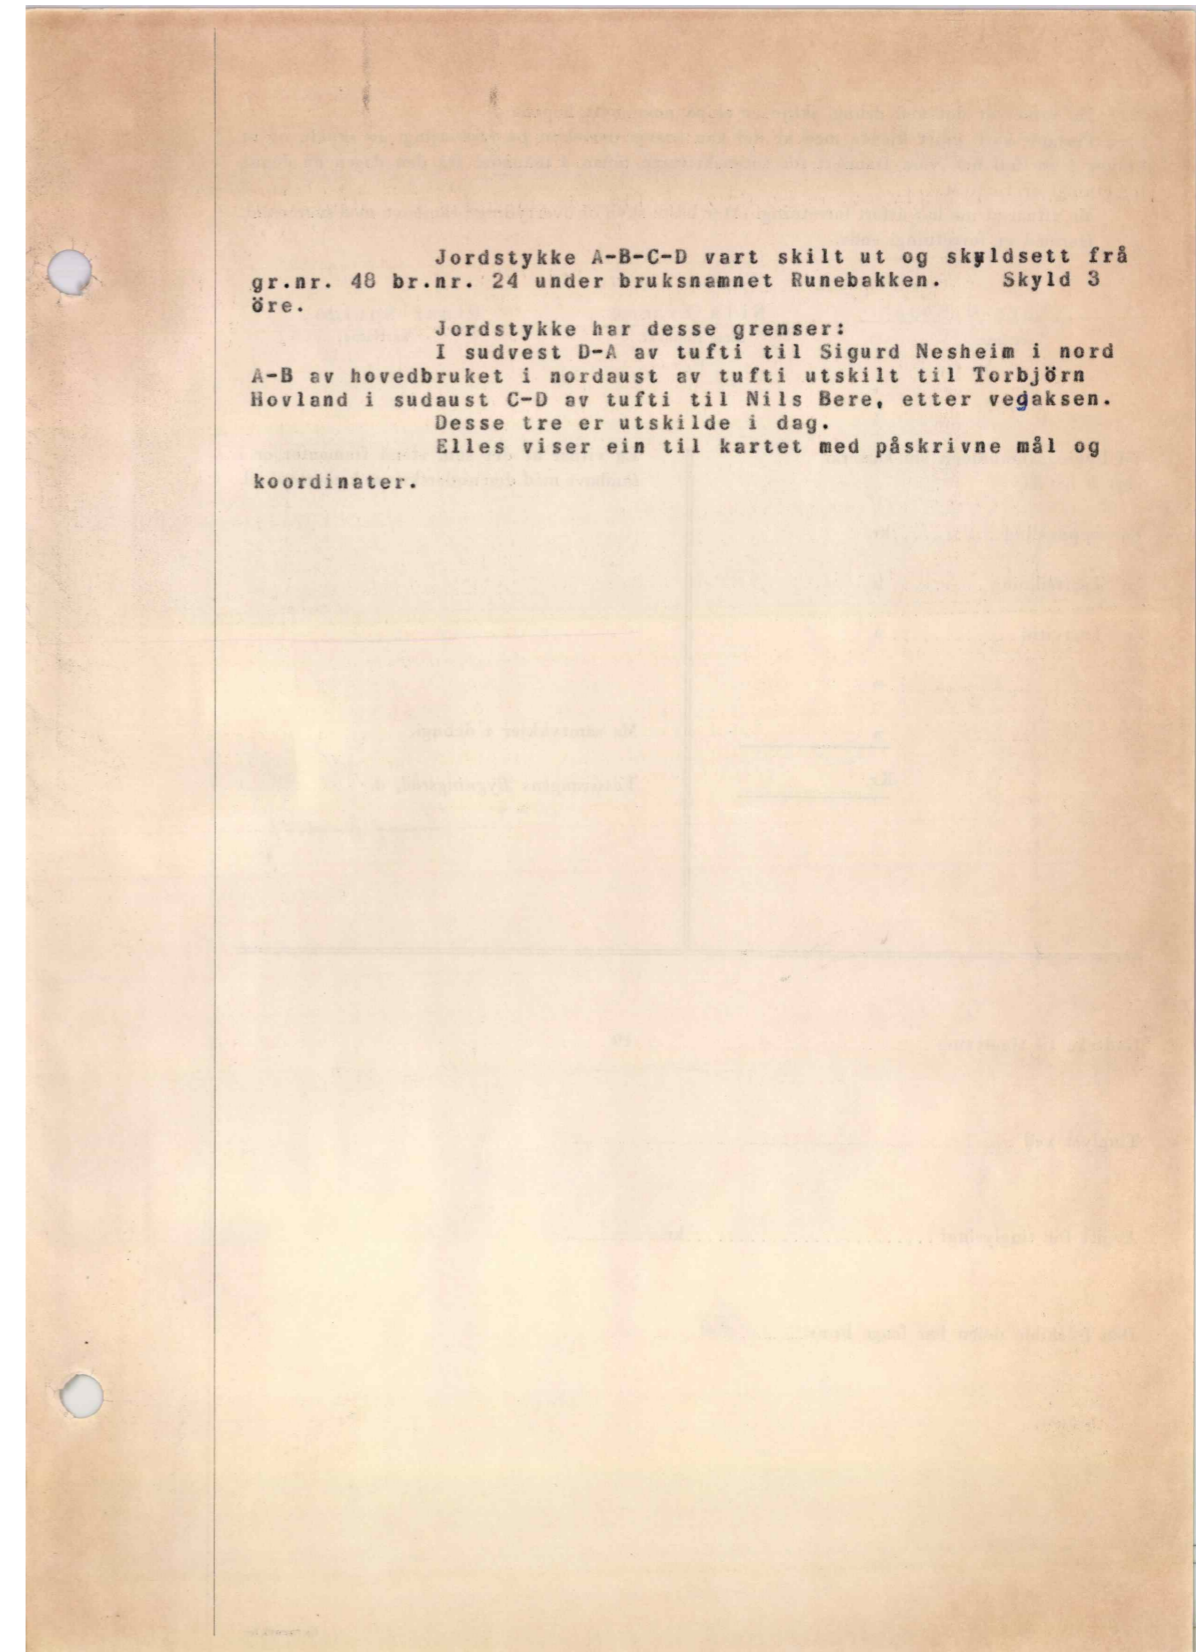 Jordstykke A-B-C-D vart skilt ut og skyldsett frå
gr.nr. 48 br.nr. 24 under bruksnamnet Runebakken. Skyld 3
öre.
Jordstykke har desse grenser:
I sudvest D-A av tufti til Sigurd Nesheim i nord
A-B av hovedbruket i nordaust av tufti utskilt til Torbjörn
Hovland i sudaust C-D av tufti til Nils Bere, etter vegaksen.
Desse tre er utskilde i dag.
Elles viser ein til kartet med påskrivne mål og
koordinater.